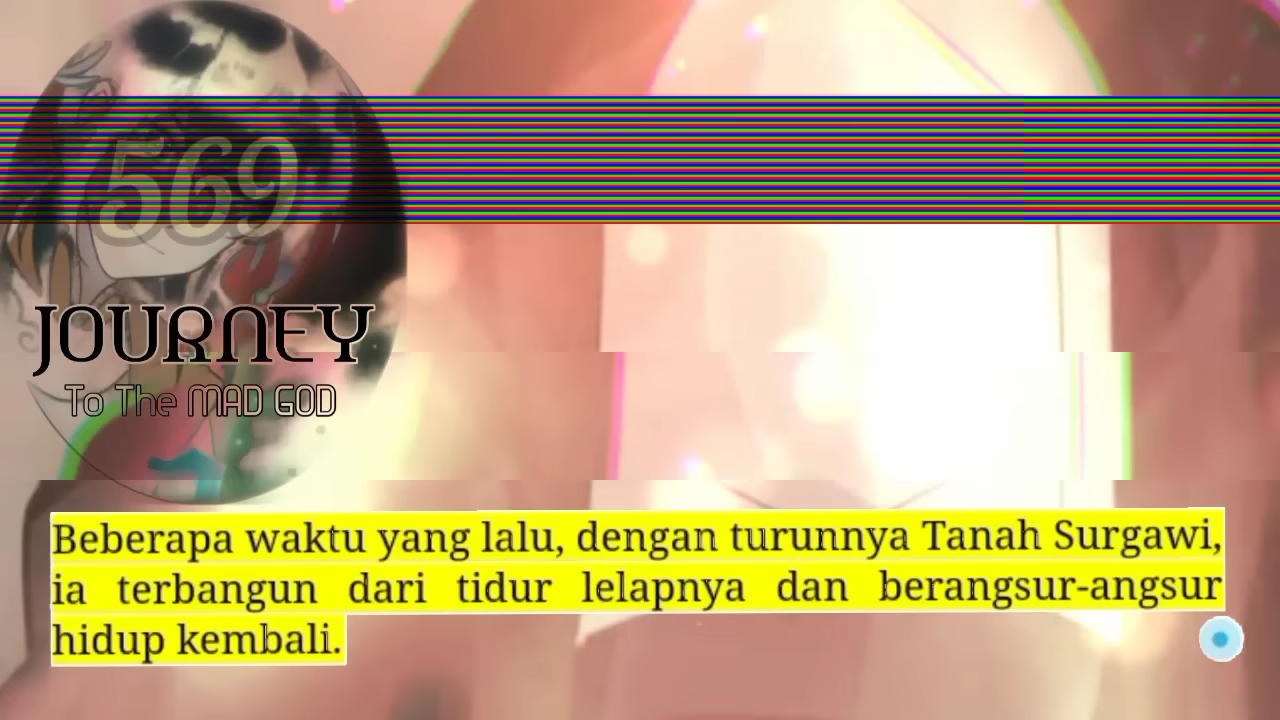 569
JOURNEY
To The MAD GOD
Beberapa waktu yang lalu, dengan turunnya Tanah Surgawi,
ia terbangun dari tidur lelapnya dan berangsur-angsur
hidup kembali.